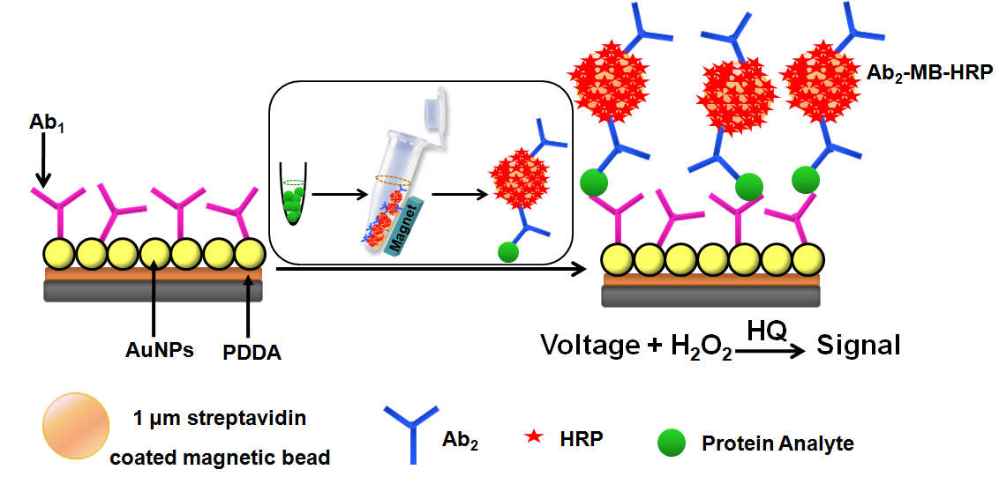 Ab₂-MB-HRP
Ab₁
Magnet
AuNPs
PDDA
Voltage + H₂O₂ HQ Signal
1 µm streptavidin
coated magnetic bead
Ab₂
HRP
Protein Analyte